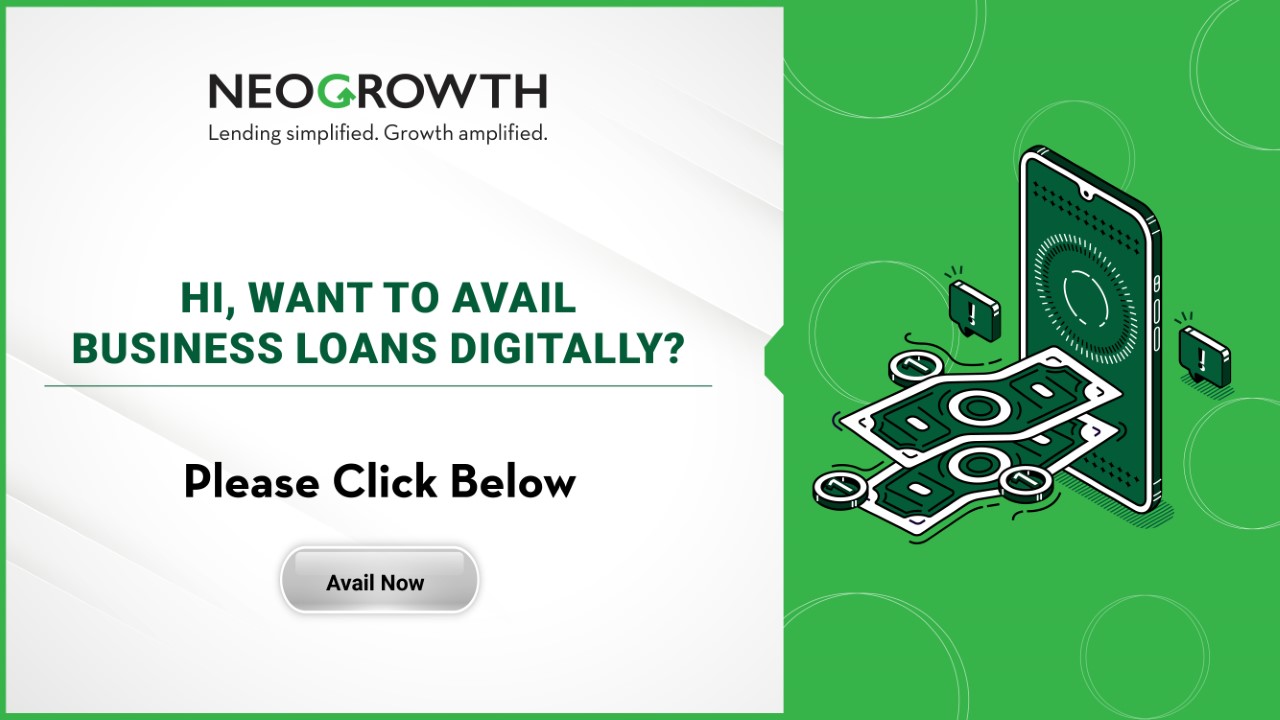 NEOGROWTH
Lending simplified. Growth amplified.
HI, WANT TO AVAIL
BUSINESS LOANS DIGITALLY?
Please Click Below
Avail Now